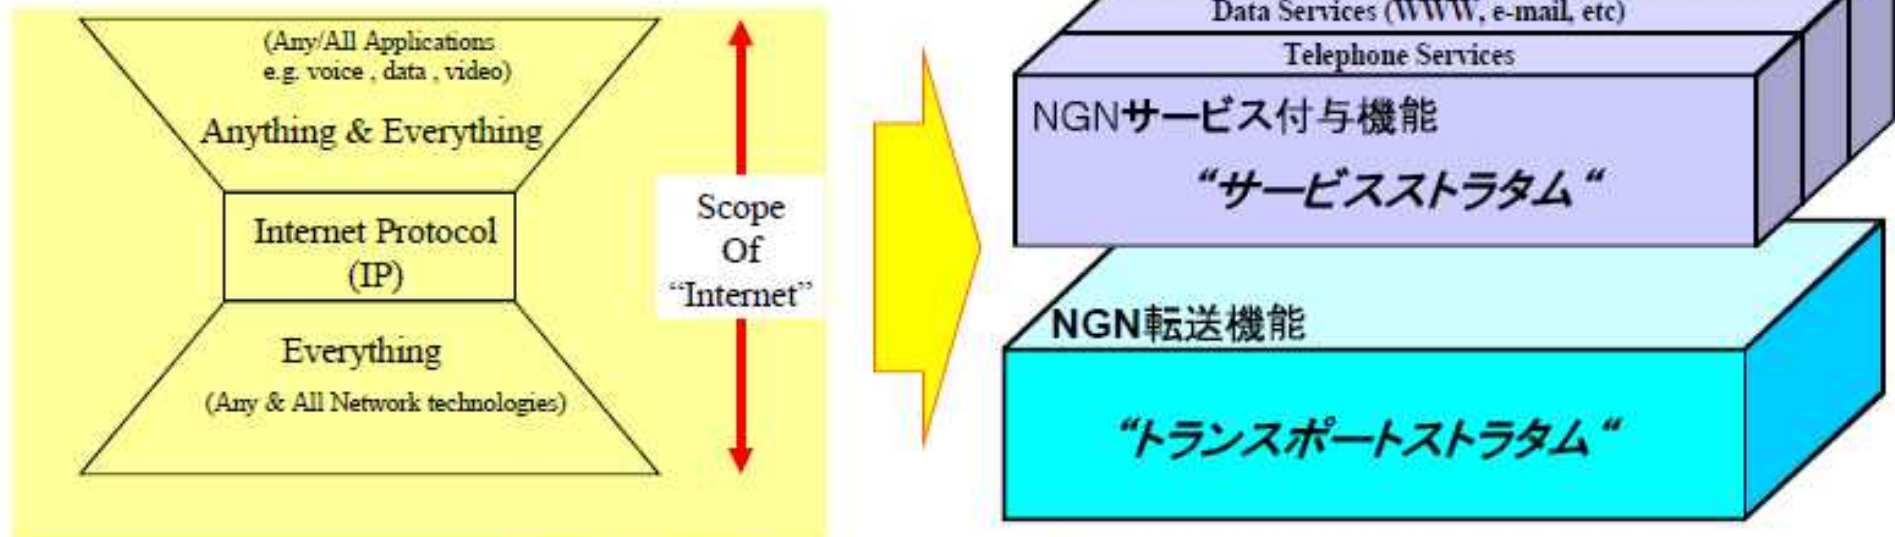 (Any/All Applications
e.g. voice , data , video)
Anything & Everything
Internet Protocol
(IP)
Everything
(Any & All Network technologies)
Scope
Of
“Internet”
Data Services (WWW, e-mail, etc)
Telephone Services
NGNサービス付与機能
“サービスストラタム“
NGN転送機能
“トランスポートストラタム“